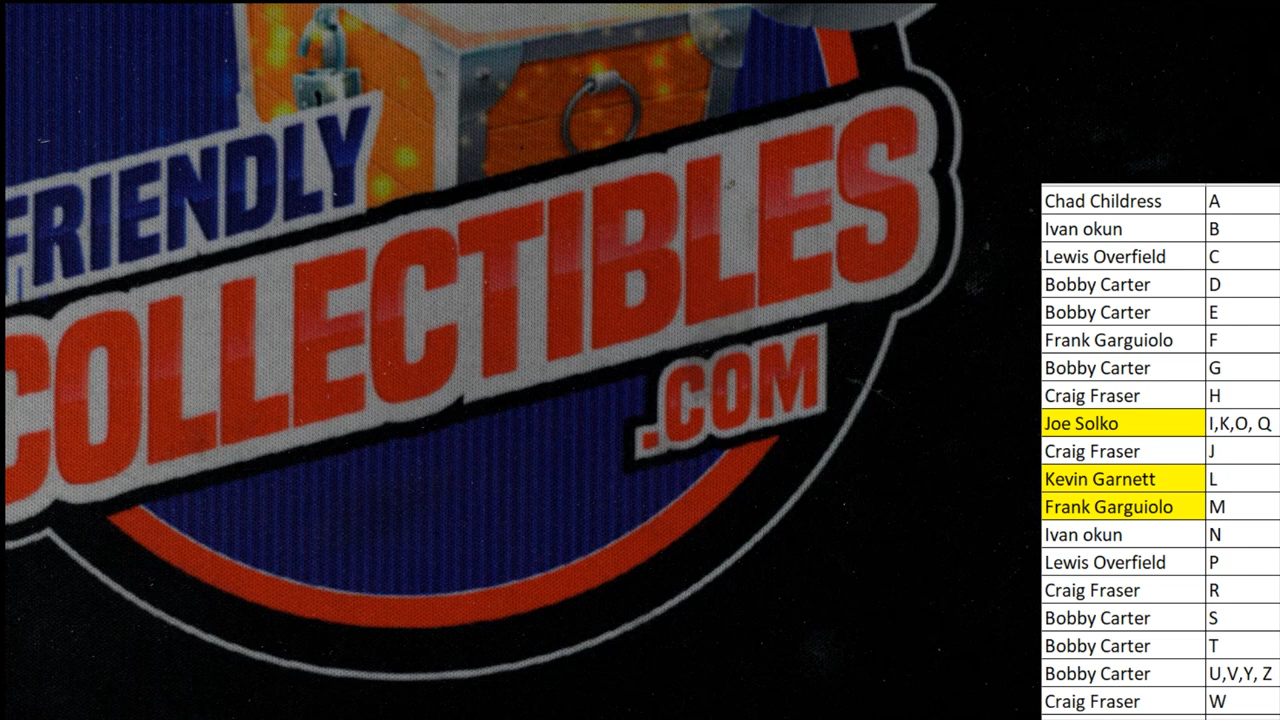 FRIENDLY
COLLECTIBLES
.COM
Chad Childress A
Ivan okun B
Lewis Overfield C
Bobby Carter D
Bobby Carter E
Frank Garguiolo F
Bobby Carter G
Craig Fraser H
Joe Solko I,K,O, Q
Craig Fraser J
Kevin Garnett L
Frank Garguiolo M
Ivan okun N
Lewis Overfield P
Craig Fraser R
Bobby Carter S
Bobby Carter T
Bobby Carter U,V,Y, Z
Craig Fraser W